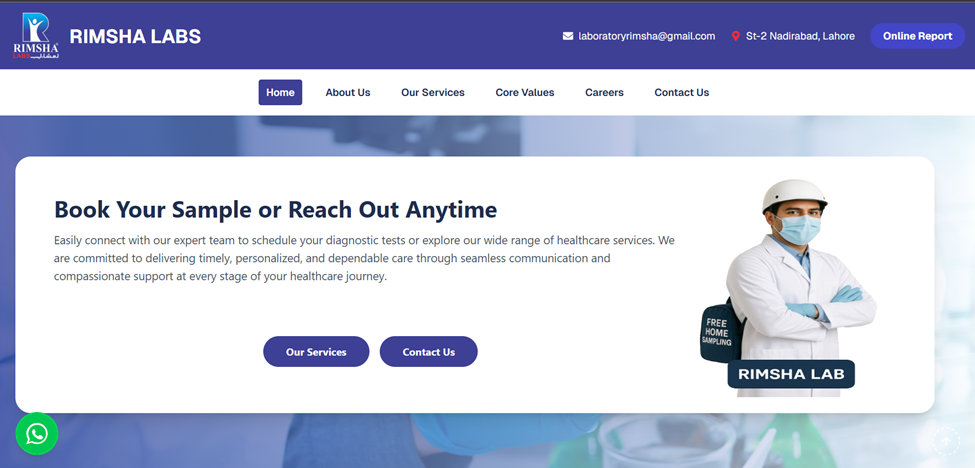 RIMSHA
LABS
RIMSHA LABS
laboratoryrimsha@gmail.com
St-2 Nadirabad, Lahore
Online Report
Home
About Us
Our Services
Core Values
Careers
Contact Us
Book Your Sample or Reach Out Anytime
Easily connect with our expert team to schedule your diagnostic tests or explore our wide range of healthcare services. We
are committed to delivering timely, personalized, and dependable care through seamless communication and
compassionate support at every stage of your healthcare journey.
Our Services
Contact Us
FREE
HOME
SAMPLING
RIMSHA LAB